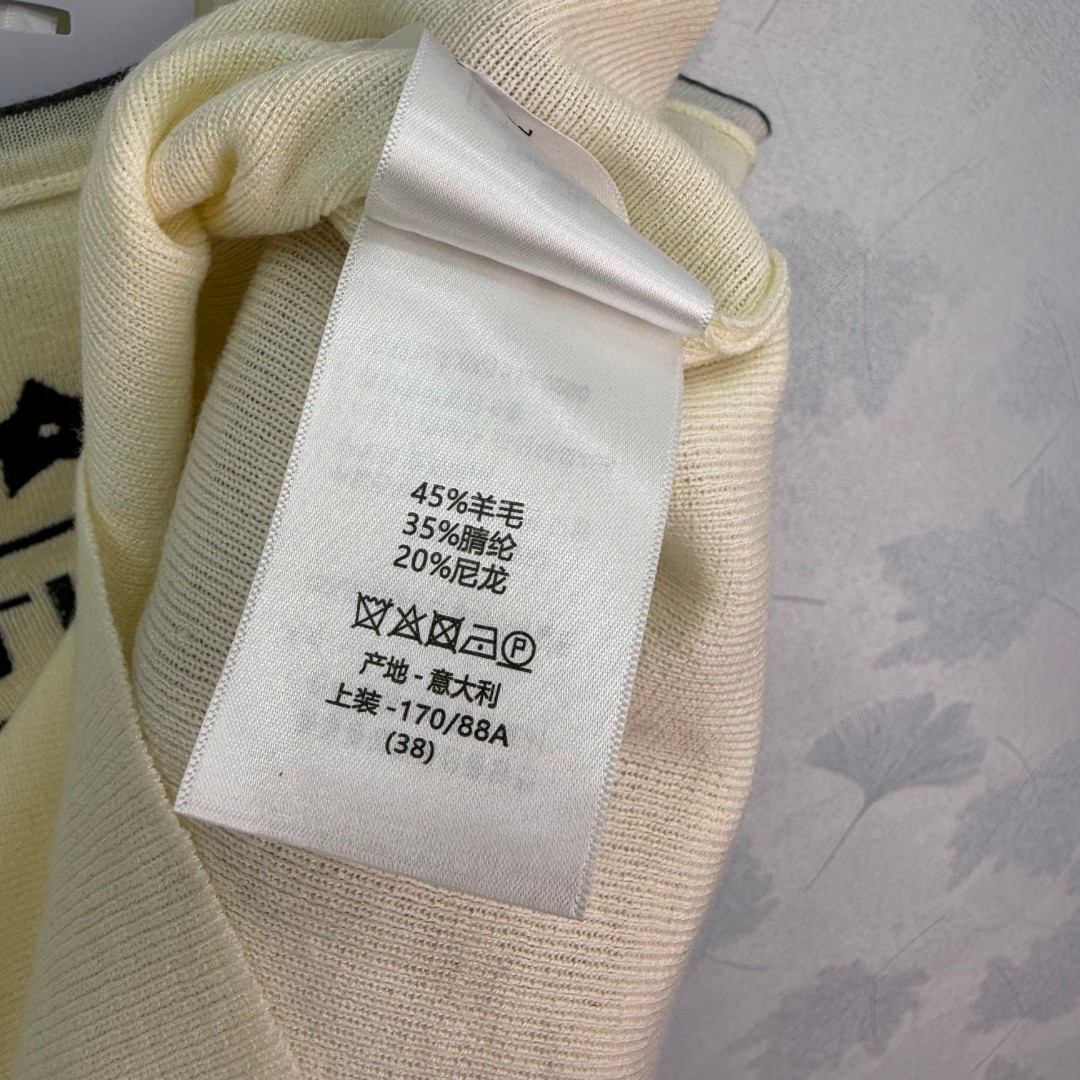 45%羊毛
35%腈纶
20%尼龙
P
产地 - 意大利
上装 -170/88A
(38)